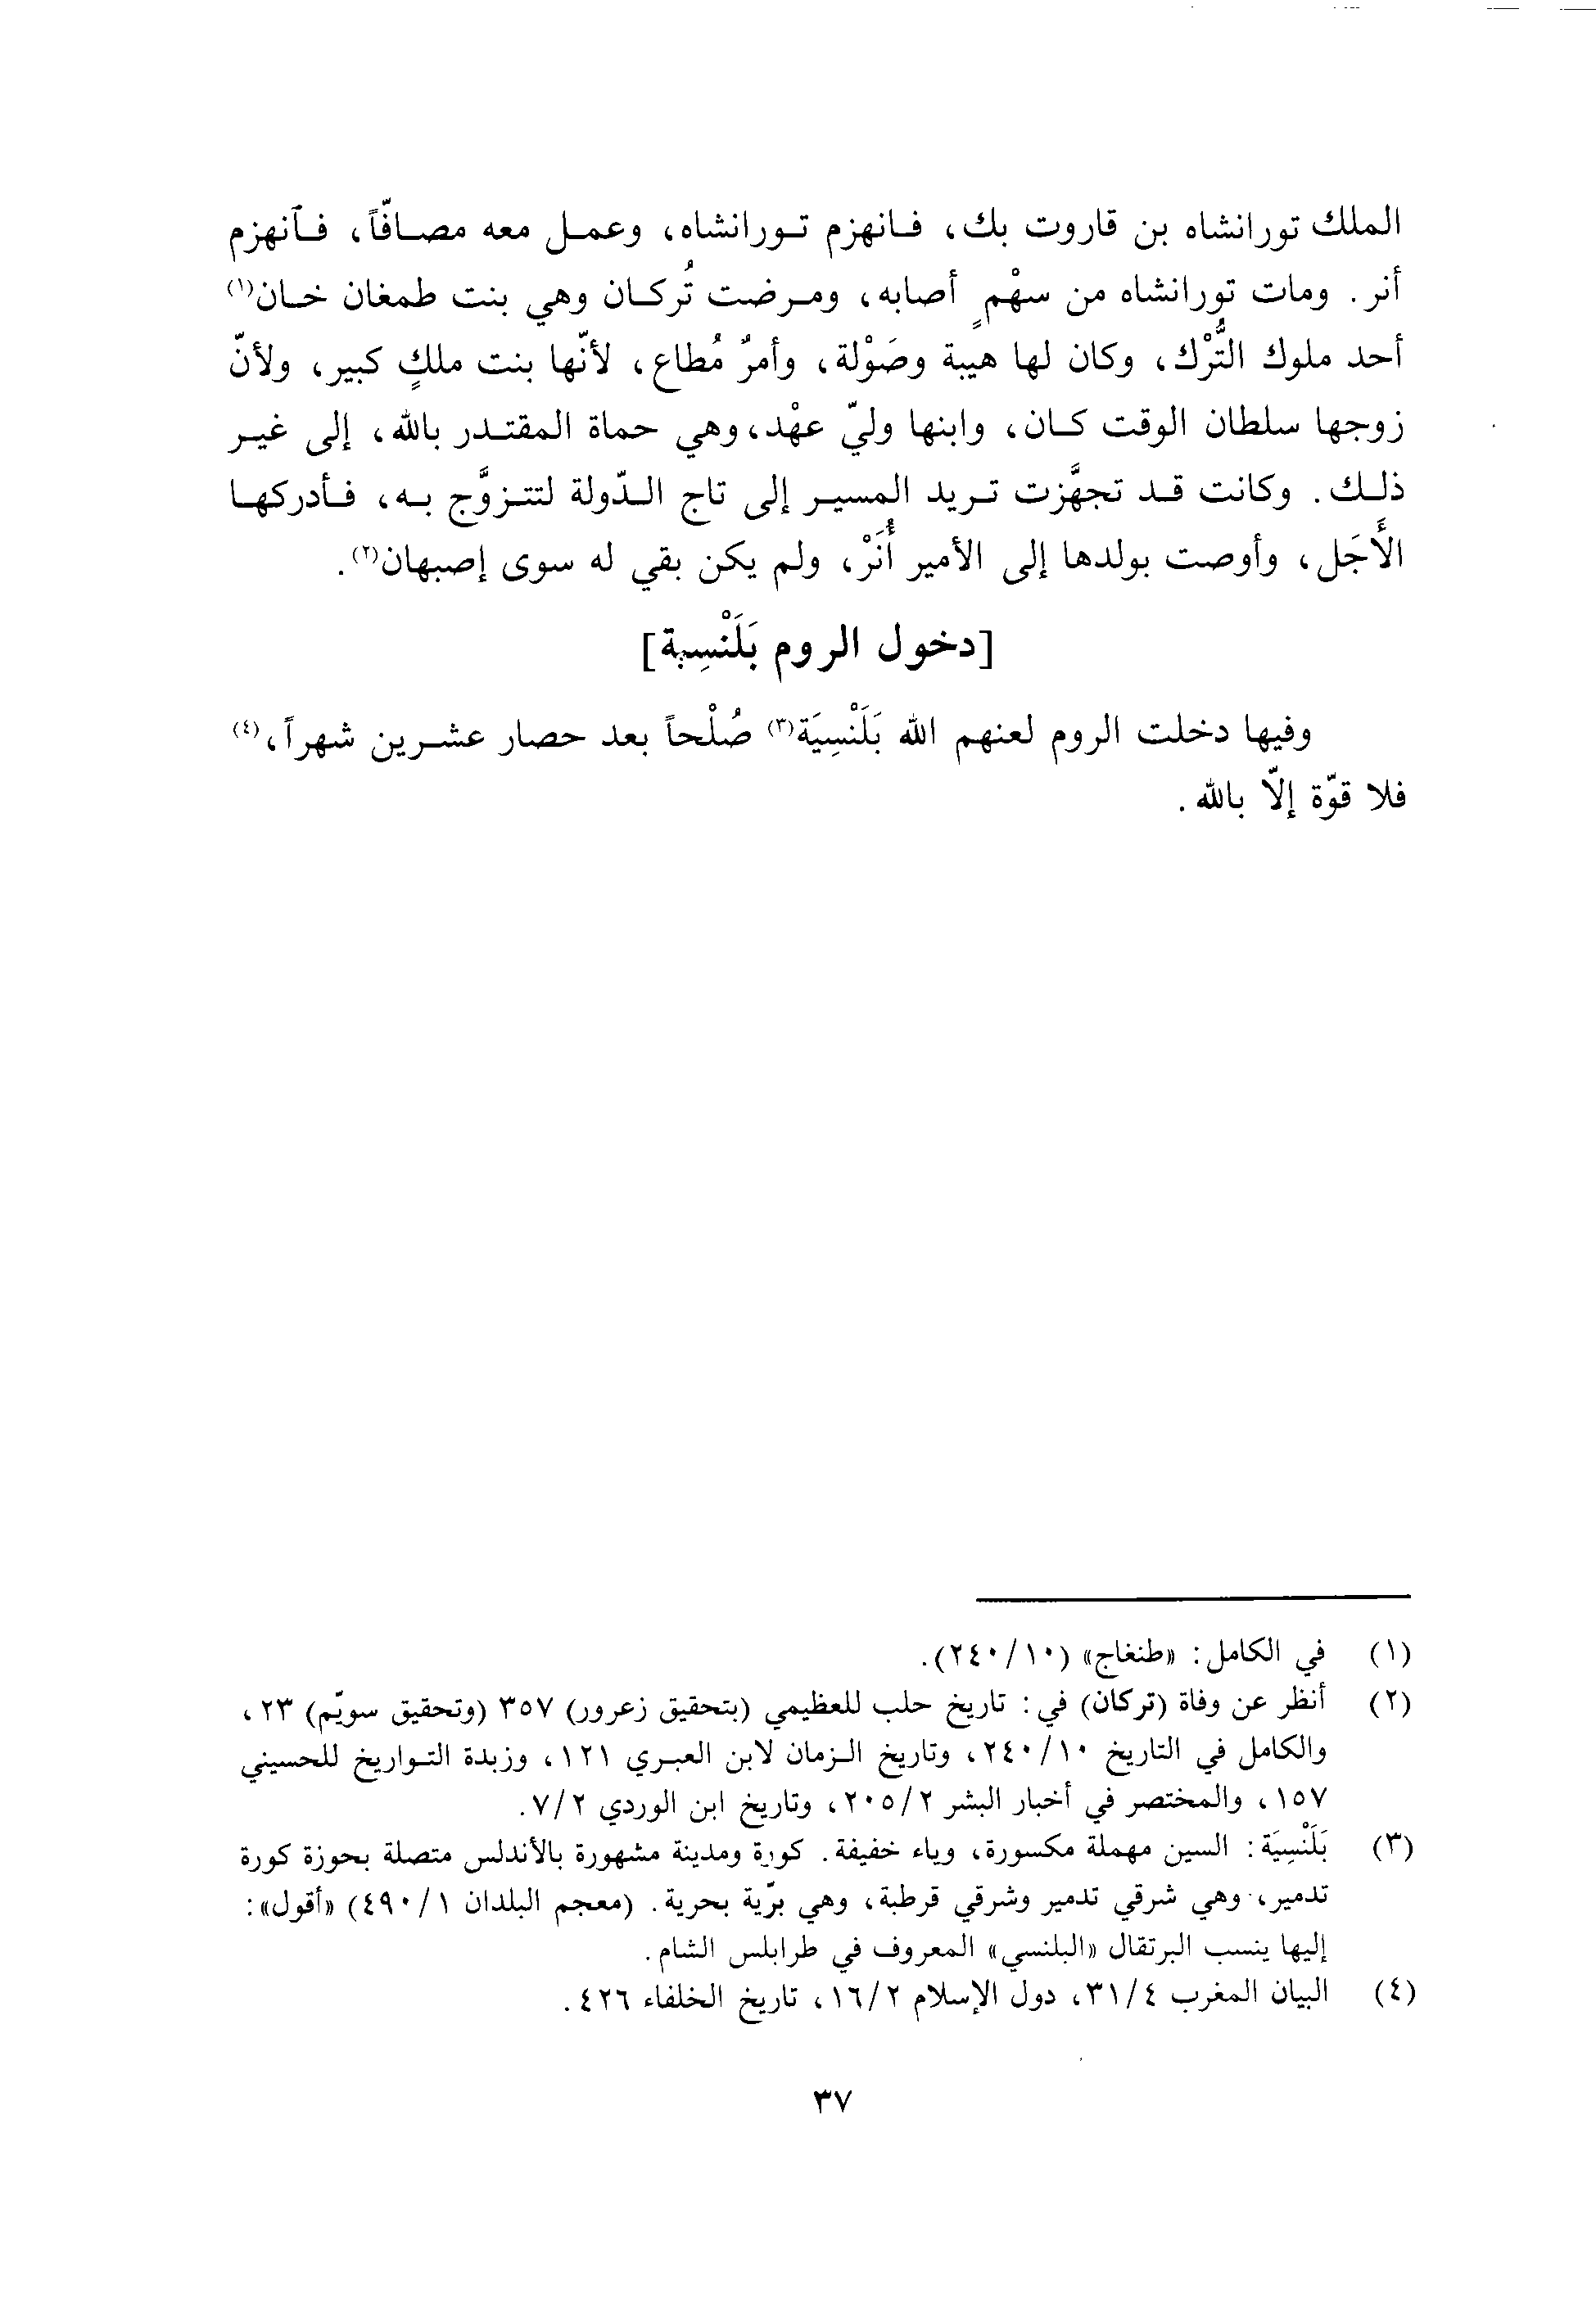 الملك تورانشاه بن قاروت بك، فانهزم تورانشاه، وعمل معه مصافّاً، فآنهزم
أنر. ومات تورانشاه من سهْمٍ أصابه، ومرضت تُركان وهي بنت طمغان خان(١)
أحد ملوك التُّرْك، وكان لها هيبة وصَوْلة، وأمرٌ مُطاع، لأنّها بنت ملكٍ كبير، ولأنّ
زوجها سلطان الوقت كان، وابنها وليّ عهْد، وهي حماة المقتدر بالله، إلى غير
ذلك. وكانت قد تجهَّزت تريد المسير إلى تاج الدّولة لتتزوَّج به، فأدركها
الأَجَل، وأوصت بولدها إلى الأمير أُنَرْ، ولم يكن بقي له سوى إصبهان(٢).
[دخول الروم بَلَنْسِية]
وفيها دخلت الروم لعنهم الله بَلَنْسِيَة(٣) صُلْحاً بعد حصار عشرين شهراً،(٤)
فلا قوّة إلّا بالله.
(١) في الكامل: «طنغاج» (٢٤٠/١٠).
(٢) أنظر عن وفاة (تركان) في: تاريخ حلب للعظيمي (بتحقيق زعرور) ٣٥٧ (وتحقيق سويّم) ٢٣،
والكامل في التاريخ ٢٤٠/١٠، وتاريخ الزمان لابن العبري ١٢١، وزبدة التواريخ للحسيني
١٥٧، والمختصر في أخبار البشر ٢٠٥/٢، وتاريخ ابن الوردي ٧/٢.
(٣) بَلَنْسِيَة: السين مهملة مكسورة، وياء خفيفة. كورة ومدينة مشهورة بالأندلس متصلة بحوزة كورة
تدمير، وهي شرقي تدمير وشرقي قرطبة، وهي برّية بحرية. (معجم البلدان ٤٩٠/١) «أقول»:
إليها ينسب البرتقال «البلنسي» المعروف في طرابلس الشام.
(٤) البيان المغرب ٣١/٤، دول الإسلام ١٦/٢، تاريخ الخلفاء ٤٢٦.
٣٧